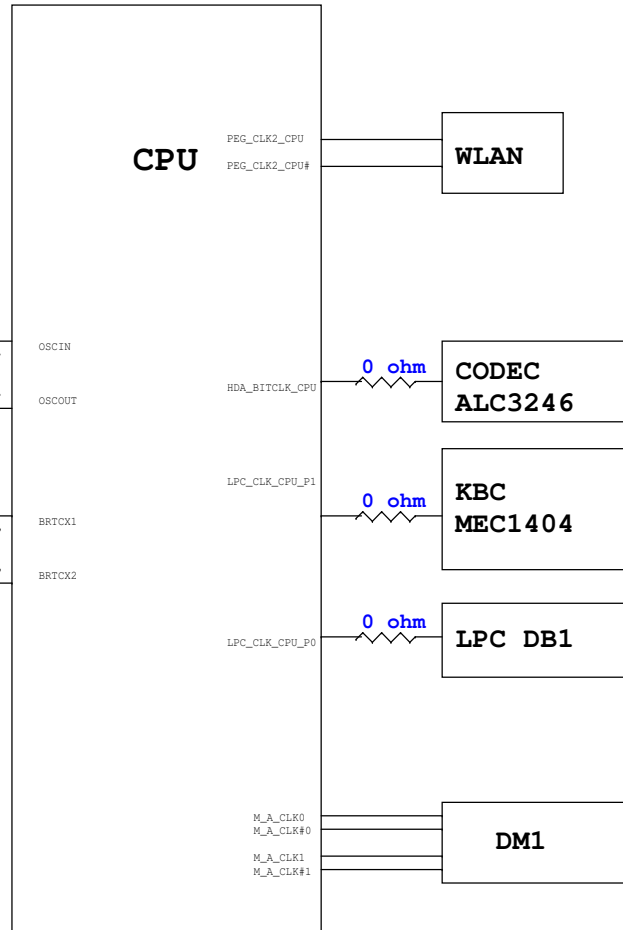 PEG_CLK2_CPU
CPU
PEG_CLK2_CPU#
WLAN
OSCIN
0 ohm
CODEC
ALC3246
HDA_BITCLK_CPU
OSCOUT
LPC_CLK_CPU_P1
0 ohm
KBC
MEC1404
BRTCX1
BRTCX2
0 ohm
LPC_CLK_CPU_P0
LPC DB1
M_A_CLK0
M_A_CLK#0
DM1
M_A_CLK1
M_A_CLK#1